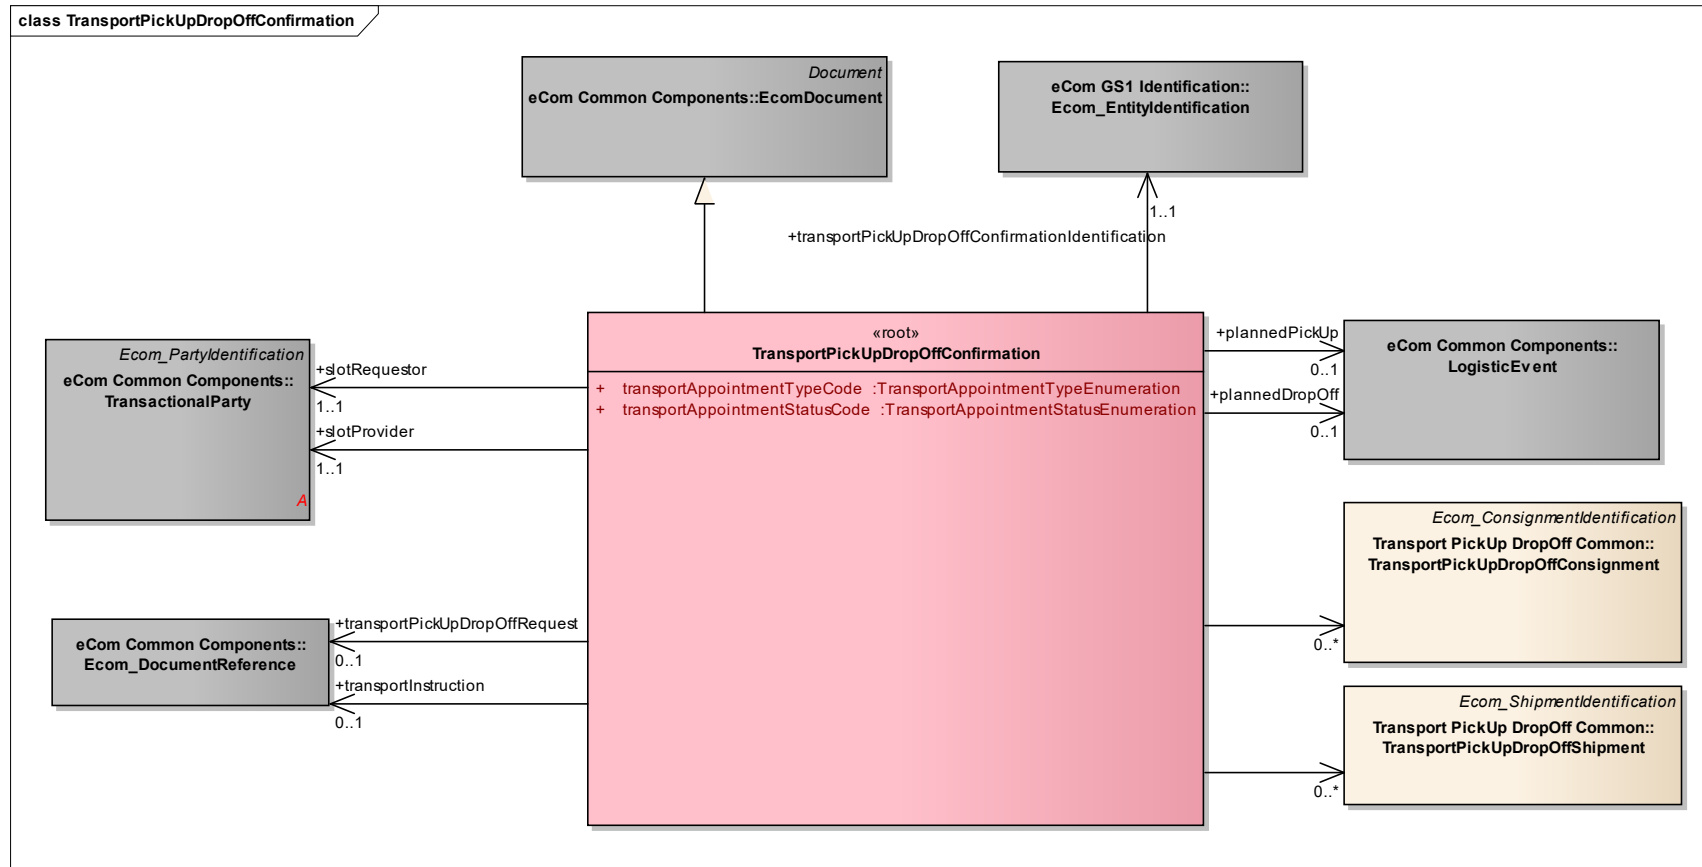 class TransportPickUpDropOffConfirmation
Document
eCom Common Components::EcomDocument
eCom GS1 Identification::
Ecom_EntityIdentification
1..1
+transportPickUpDropOffConfirmationIdentification
«root»
TransportPickUpDropOffConfirmation
+ transportAppointmentTypeCode :TransportAppointmentTypeEnumeration
+ transportAppointmentStatusCode :TransportAppointmentStatusEnumeration
Ecom_PartyIdentification
eCom Common Components::
TransactionalParty
A
+slotRequestor
1..1
+slotProvider
1..1
+plannedPickUp
0..1
+plannedDropOff
0..1
eCom Common Components::
LogisticEvent
Ecom_ConsignmentIdentification
Transport PickUp DropOff Common::
TransportPickUpDropOffConsignment
0..*
eCom Common Components::
Ecom_DocumentReference
+transportPickUpDropOffRequest
0..1
+transportInstruction
0..1
Ecom_ShipmentIdentification
Transport PickUp DropOff Common::
TransportPickUpDropOffShipment
0..*